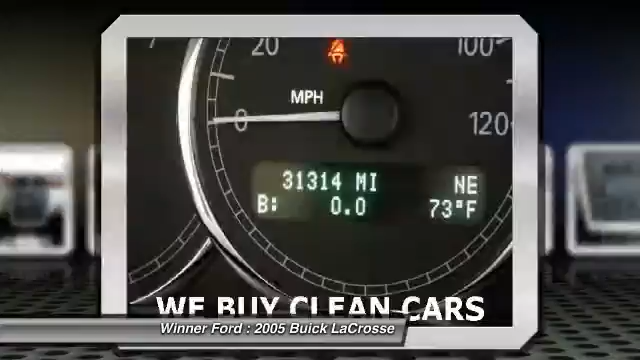 20
100
MPH
0
120
31314 MI NE
B: 0.0 73°F
WE BUY CLEAN CARS
Winner Ford : 2005 Buick LaCrosse